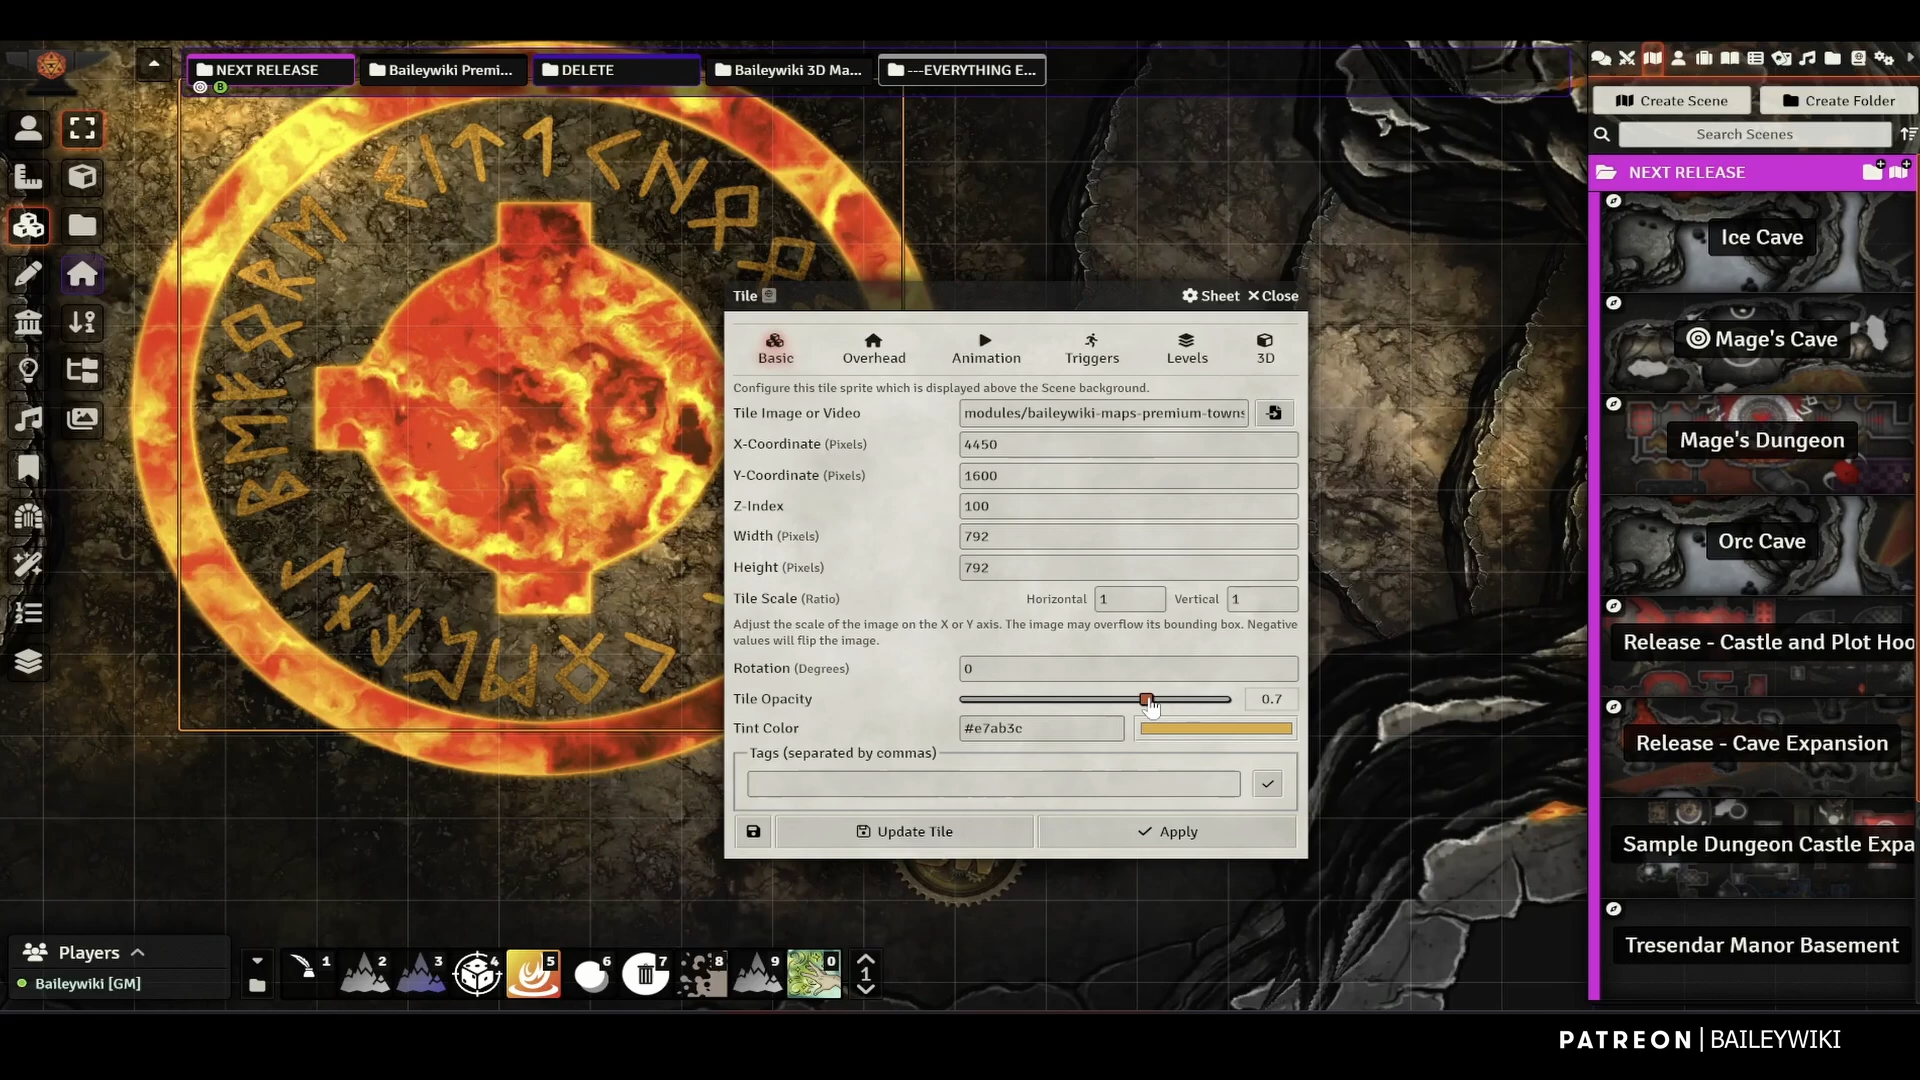 NEXT RELEASE
Baileywiki Premi...
DELETE
Baileywiki 3D Ma...
---EVERYTHING E...
B
Create Scene
Create Folder
Search Scenes
NEXT RELEASE
Ice Cave
Mage's Cave
Mage's Dungeon
Orc Cave
Release - Castle and Plot Hoo
Release - Cave Expansion
Sample Dungeon Castle Expa
Tresendar Manor Basement
Tile
Sheet
Close
Basic
Overhead
Animation
Triggers
Levels
3D
Configure this tile sprite which is displayed above the Scene background.
Tile Image or Video
modules/baileywiki-maps-premium-towns
X-Coordinate (Pixels)
4450
Y-Coordinate (Pixels)
1600
Z-Index
100
Width (Pixels)
792
Height (Pixels)
792
Tile Scale (Ratio)
Horizontal
1
Vertical
1
Adjust the scale of the image on the X or Y axis. The image may overflow its bounding box. Negative
values will flip the image.
Rotation (Degrees)
0
Tile Opacity
0.7
Tint Color
#e7ab3c
Tags (separated by commas)
Update Tile
Apply
Players
Baileywiki [GM]
1
2
3
4
5
6
7
8
9
0
1
PATREON | BAILEYWIKI